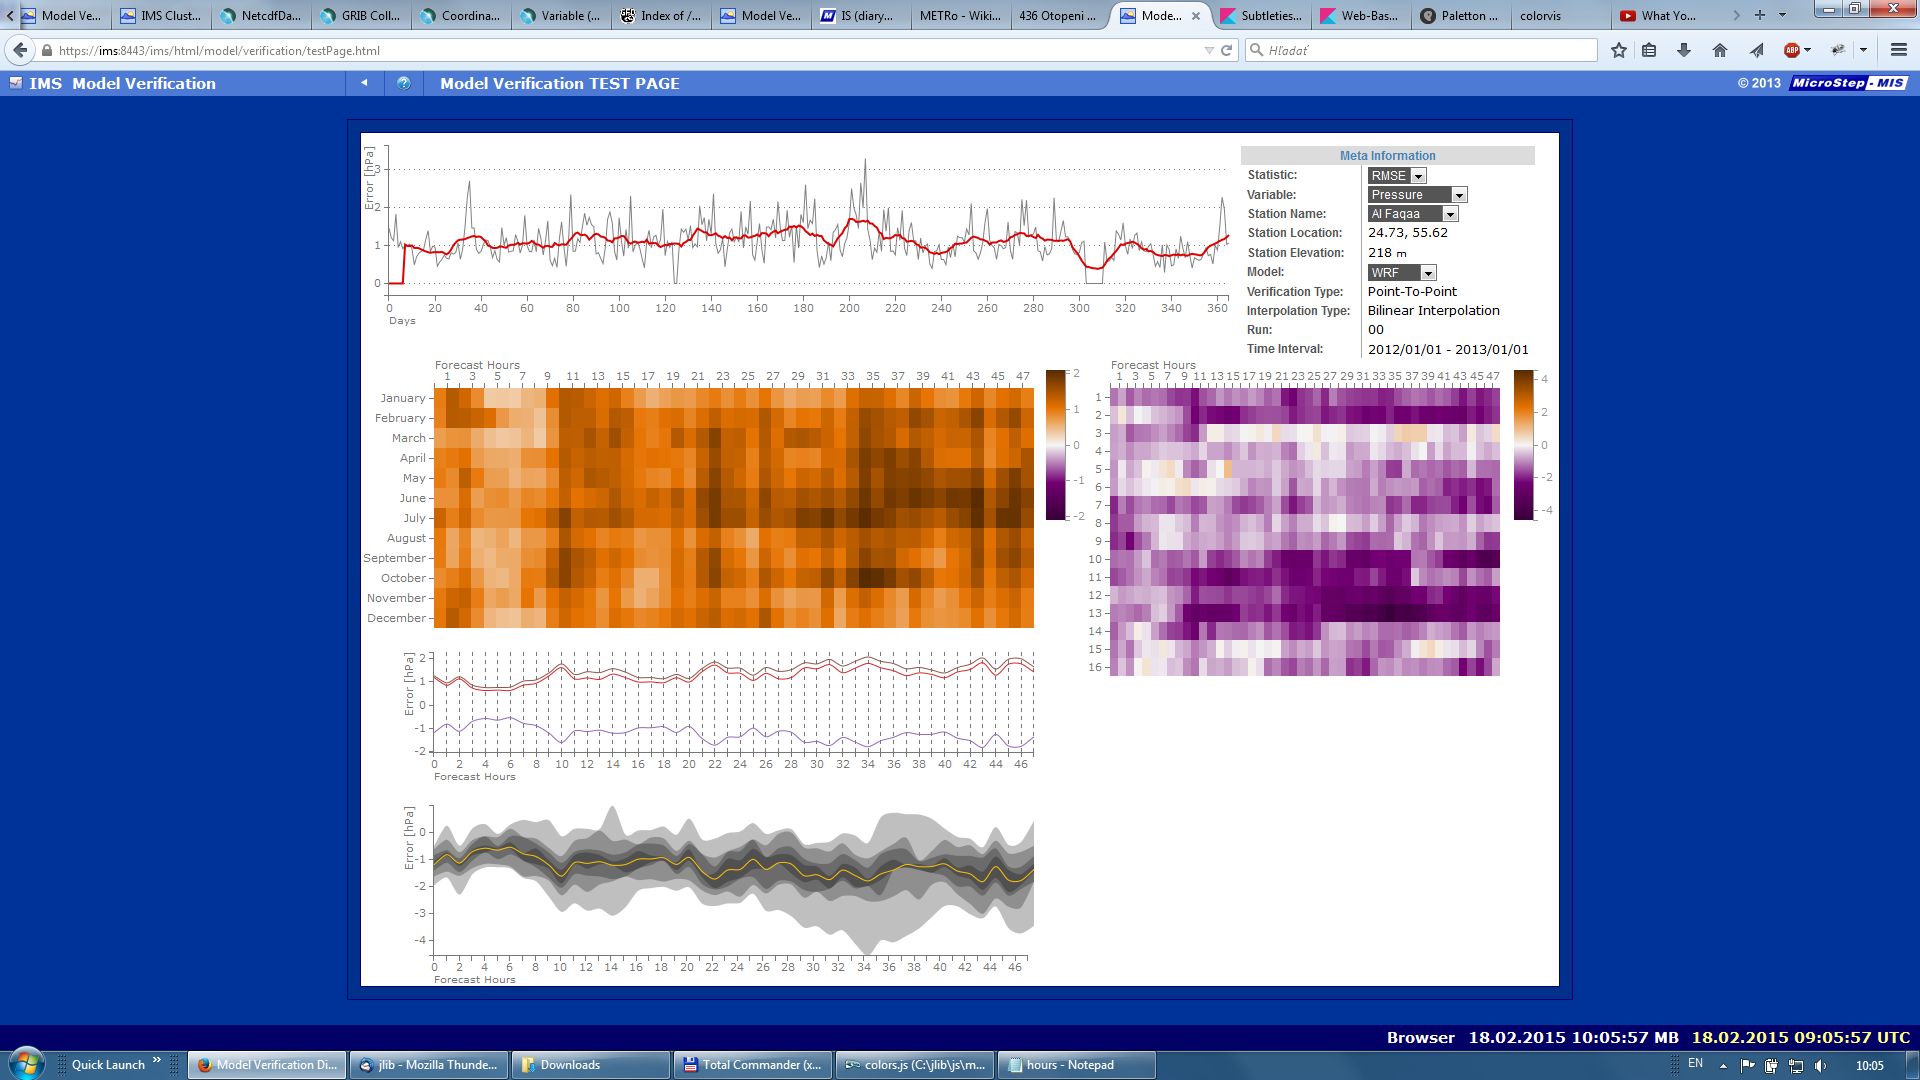 Model Ve...
IMS Clust...
NetcdfDa...
GRIB Coll...
Coordina...
Variable (...
Index of /...
Model Ve...
IS (diary...
METRo - Wiki...
436 Otopeni ...
Mode...
Subtleties...
Web-Bas...
Paletton ...
colorvis
What Yo...
https://ims:8443/ims/html/model/verification/testPage.html
Hľadať
ABP
IMS Model Verification
?
Model Verification TEST PAGE
© 2013 MicroStep-MIS
Error [hPa]
3
2
1
0
0 20 40 60 80 100 120 140 160 180 200 220 240 260 280 300 320 340 360
Days
Meta Information
Statistic: RMSE
Variable: Pressure
Station Name: Al Faqaa
Station Location: 24.73, 55.62
Station Elevation: 218 m
Model: WRF
Verification Type: Point-To-Point
Interpolation Type: Bilinear Interpolation
Run: 00
Time Interval: 2012/01/01 - 2013/01/01
Forecast Hours
1 3 5 7 9 11 13 15 17 19 21 23 25 27 29 31 33 35 37 39 41 43 45 47
January
February
March
April
May
June
July
August
September
October
November
December
2
1
0
-1
-2
Forecast Hours
1 3 5 7 9 11 13 15 17 19 21 23 25 27 29 31 33 35 37 39 41 43 45 47
1
2
3
4
5
6
7
8
9
10
11
12
13
14
15
16
4
2
0
-2
-4
Error [hPa]
2
1
0
-1
-2
0 2 4 6 8 10 12 14 16 18 20 22 24 26 28 30 32 34 36 38 40 42 44 46
Forecast Hours
Error [hPa]
0
-1
-2
-3
-4
0 2 4 6 8 10 12 14 16 18 20 22 24 26 28 30 32 34 36 38 40 42 44 46
Forecast Hours
Browser 18.02.2015 10:05:57 MB 18.02.2015 09:05:57 UTC
Quick Launch
Model Verification Di...
jlib - Mozilla Thunde...
Downloads
Total Commander (x...
colors.js (C:\jlib\js\m...
hours - Notepad
EN
10:05